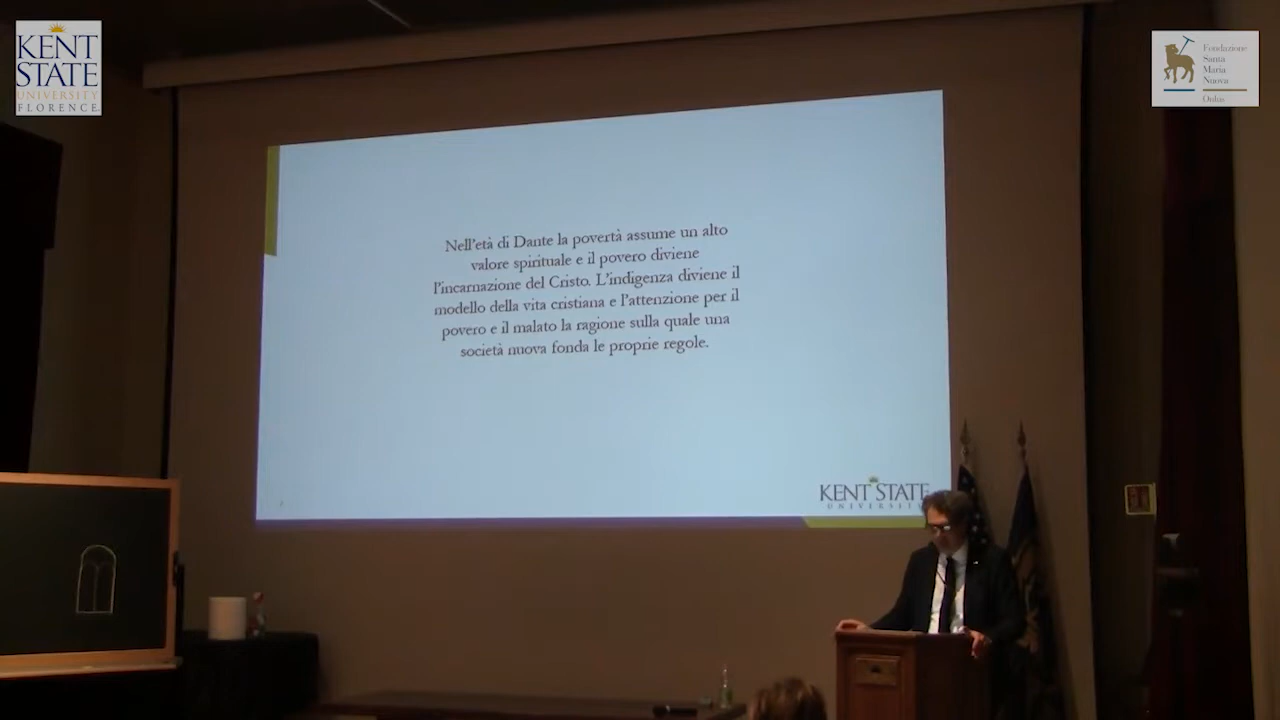 KENT
STATE
UNIVERSITY
FLORENCE
Fondazione
Santa
Maria
Nuova
Onlus
Nell'età di Dante la povertà assume un alto
valore spirituale e il povero diviene
l'incarnazione del Cristo. L'indigenza diviene il
modello della vita cristiana e l'attenzione per il
povero e il malato la ragione sulla quale una
società nuova fonda le proprie regole.
KENT STATE
UNIVERSITY